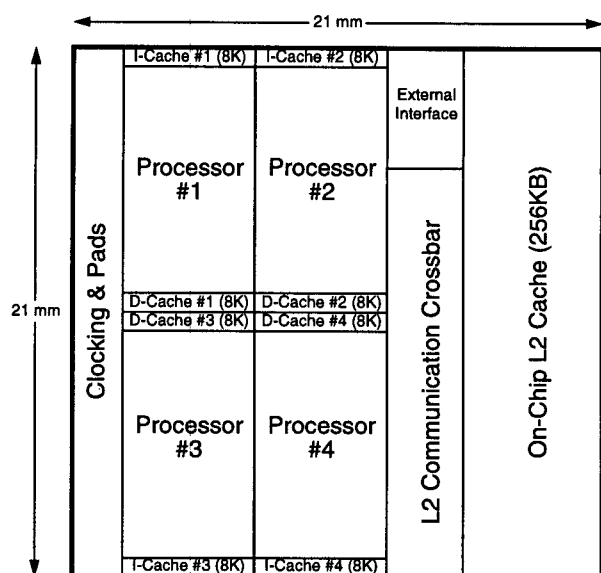 21 mm
I-Cache #1 (8K)
I-Cache #2 (8K)
External
Interface
Processor
#1
Processor
#2
21 mm
Clocking & Pads
D-Cache #1 (8K)
D-Cache #2 (8K)
D-Cache #3 (8K)
D-Cache #4 (8K)
L2 Communication Crossbar
On-Chip L2 Cache (256KB)
Processor
#3
Processor
#4
I-Cache #3 (8K)
I-Cache #4 (8K)